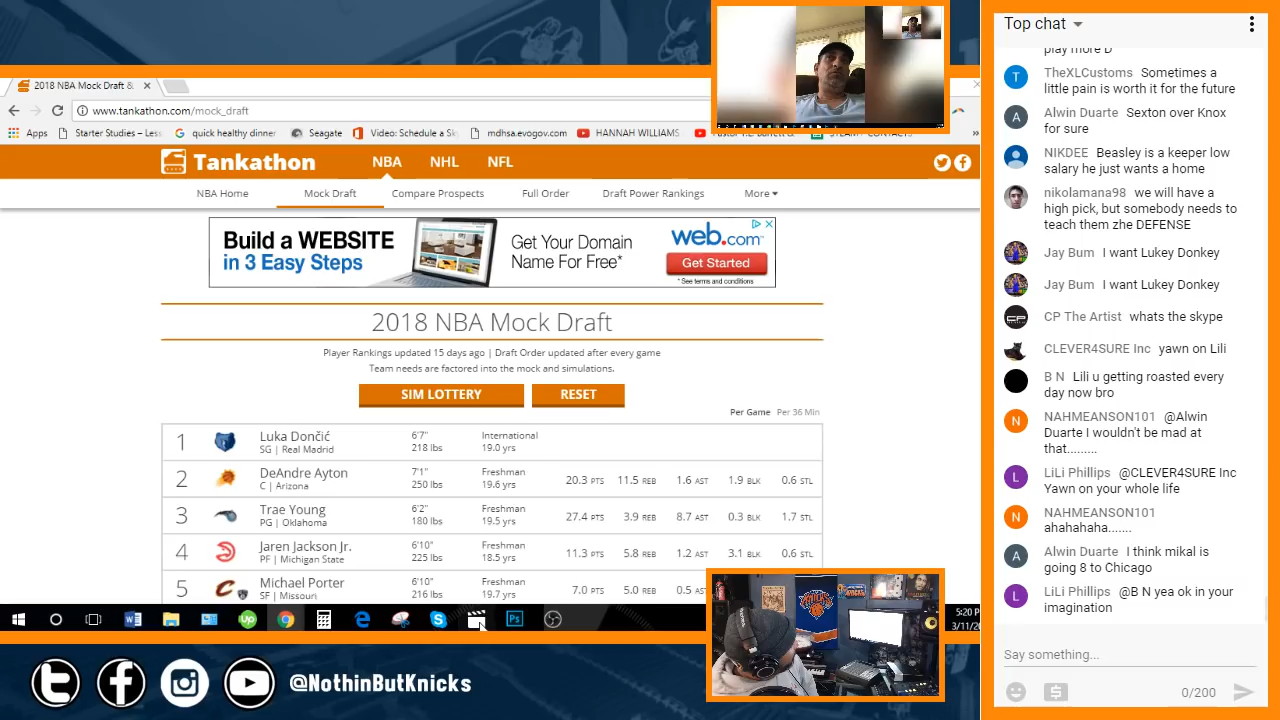 2018 NBA Mock Draft &
www.tankathon.com/mock_draft
Apps
Starter Studies – Less
quick healthy dinner
Seagate
Video: Schedule a Sk
mdhsa.evogov.com
HANNAH WILLIAMS
Tankathon
NBA NHL NFL
NBA Home
Mock Draft
Compare Prospects
Full Order
Draft Power Rankings
More
Build a WEBSITE
in 3 Easy Steps
Get Your Domain
Name For Free*
web.com
Get Started
*See terms and conditions
2018 NBA Mock Draft
Player Rankings updated 15 days ago | Draft Order updated after every game
Team needs are factored into the mock and simulations.
SIM LOTTERY
RESET
Per Game Per 36 Min
1 Luka Dončić 6'7" International
SG | Real Madrid 218 lbs 19.0 yrs
2 DeAndre Ayton 7'1" Freshman 20.3 PTS 11.5 REB 1.6 AST 1.9 BLK 0.6 STL
C | Arizona 250 lbs 19.6 yrs
3 Trae Young 6'2" Freshman 27.4 PTS 3.9 REB 8.7 AST 0.3 BLK 1.7 STL
PG | Oklahoma 180 lbs 19.5 yrs
4 Jaren Jackson Jr. 6'10" Freshman 11.3 PTS 5.8 REB 1.2 AST 3.1 BLK 0.6 STL
PF | Michigan State 225 lbs 18.5 yrs
5 Michael Porter 6'10" Freshman 7.0 PTS 5.0 REB 0.5
SF | Missouri 216 lbs 19.7 yrs
5:20 P
3/11/2
KNICKS
@NothinButKnicks
Top chat
play more D
TheXLCustoms Sometimes a
little pain is worth it for the future
Alwin Duarte Sexton over Knox
for sure
NIKDEE Beasley is a keeper low
salary he just wants a home
nikolamana98 we will have a
high pick, but somebody needs to
teach them zhe DEFENSE
Jay Bum I want Lukey Donkey
Jay Bum I want Lukey Donkey
CP The Artist whats the skype
CLEVER4SURE Inc yawn on Lili
B N Lili u getting roasted every
day now bro
NAHMEANSON101 @Alwin
Duarte I wouldn't be mad at
that.........
LiLi Phillips @CLEVER4SURE Inc
Yawn on your whole life
NAHMEANSON101
ahahahaha.......
Alwin Duarte I think mikal is
going 8 to Chicago
LiLi Phillips @B N yea ok in your
imagination
Say something...
0/200